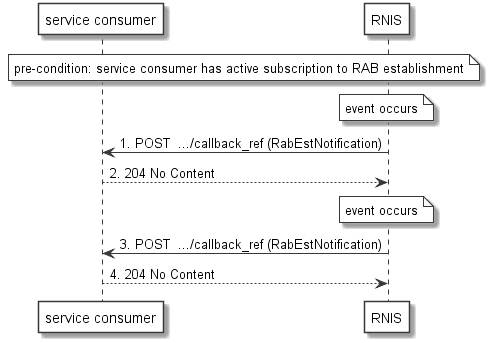 service consumer
RNIS
pre-condition: service consumer has active subscription to RAB establishment
event occurs
1. POST .../callback_ref (RabEstNotification)
2. 204 No Content
event occurs
3. POST .../callback_ref (RabEstNotification)
4. 204 No Content
service consumer
RNIS